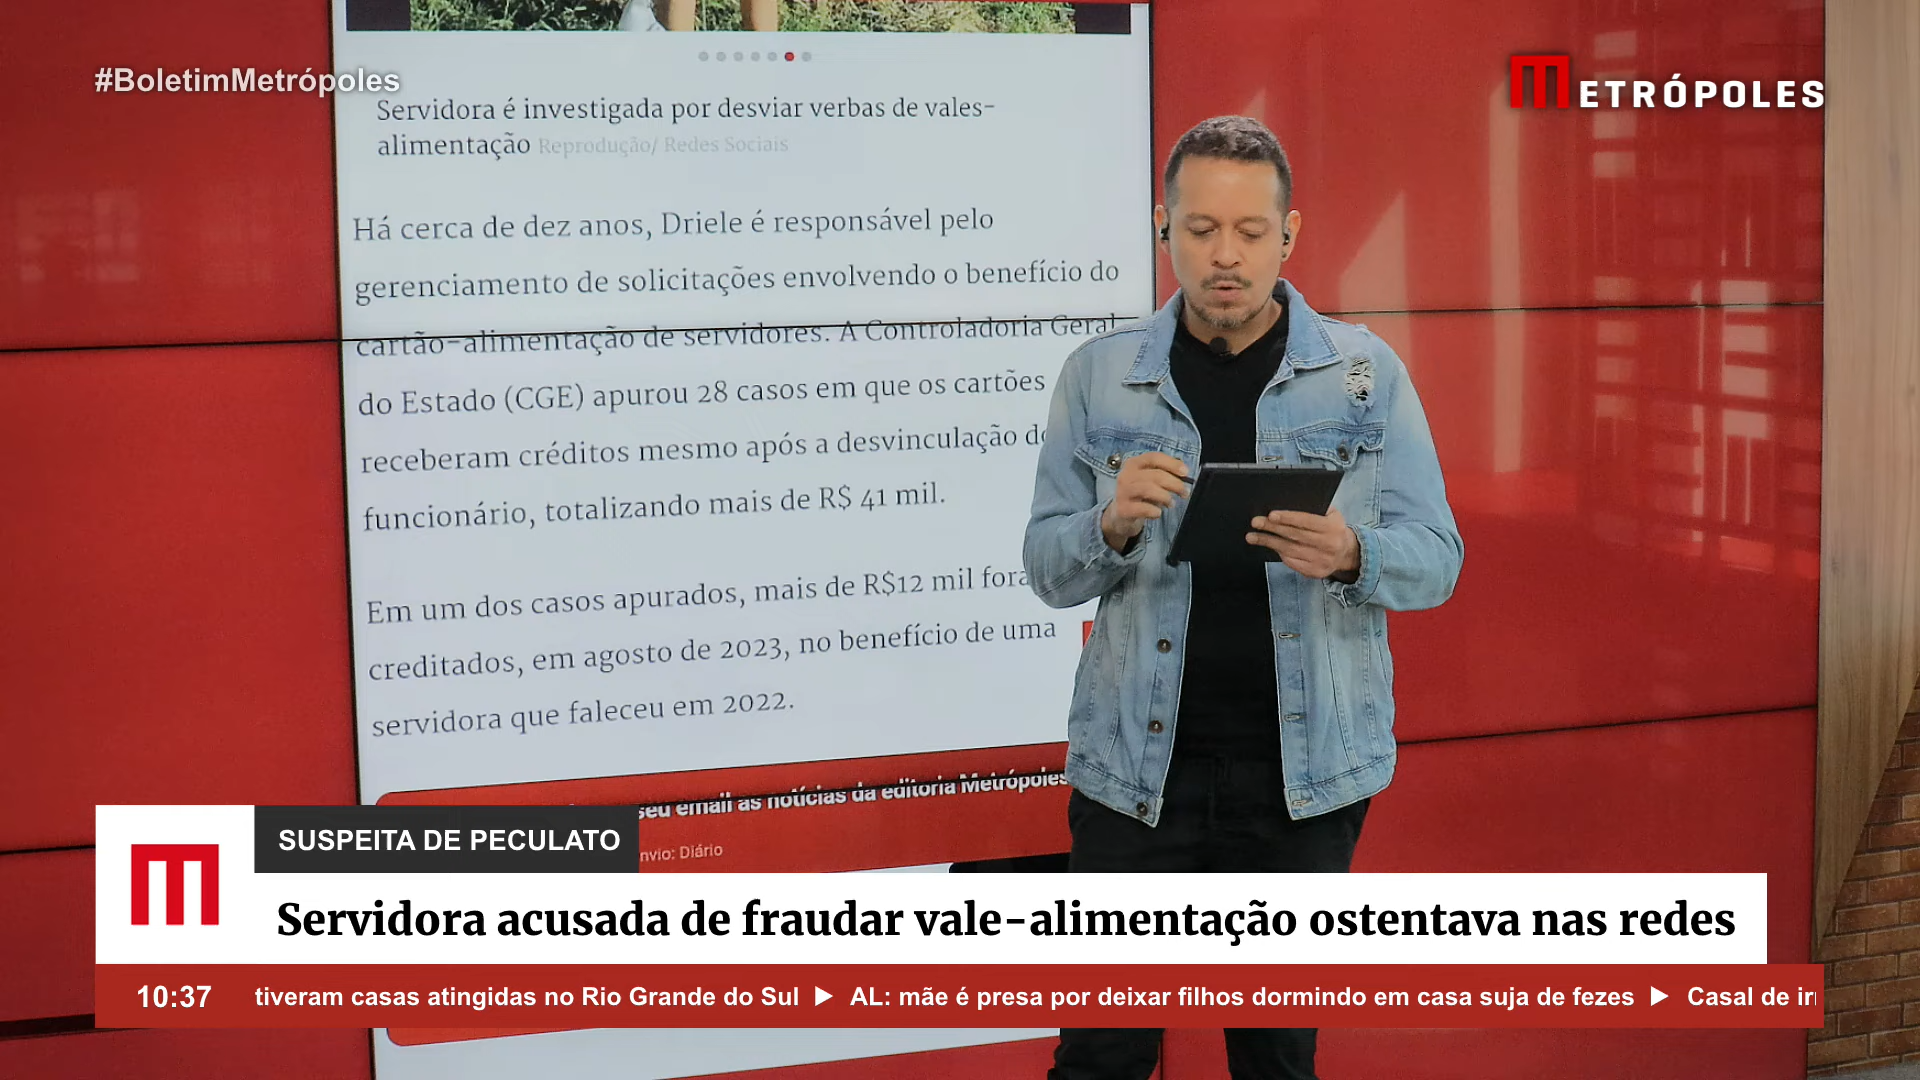 #BoletimMetrópoles
METRÓPOLES
Servidora é investigada por desviar verbas de vales-
alimentação Reprodução/ Redes Sociais
Há cerca de dez anos, Driele é responsável pelo
gerenciamento de solicitações envolvendo o benefício do
cartão-alimentação de servidores. A Controladoria Geral
do Estado (CGE) apurou 28 casos em que os cartões
receberam créditos mesmo após a desvinculação do
funcionário, totalizando mais de R$ 41 mil.
Em um dos casos apurados, mais de R$12 mil fora
creditados, em agosto de 2023, no benefício de uma
servidora que faleceu em 2022.
seu email as notícias da editoria Metrópoles
nvio: Diário
SUSPEITA DE PECULATO
Servidora acusada de fraudar vale-alimentação ostentava nas redes
10:37 tiveram casas atingidas no Rio Grande do Sul ▶ AL: mãe é presa por deixar filhos dormindo em casa suja de fezes ▶ Casal de ir